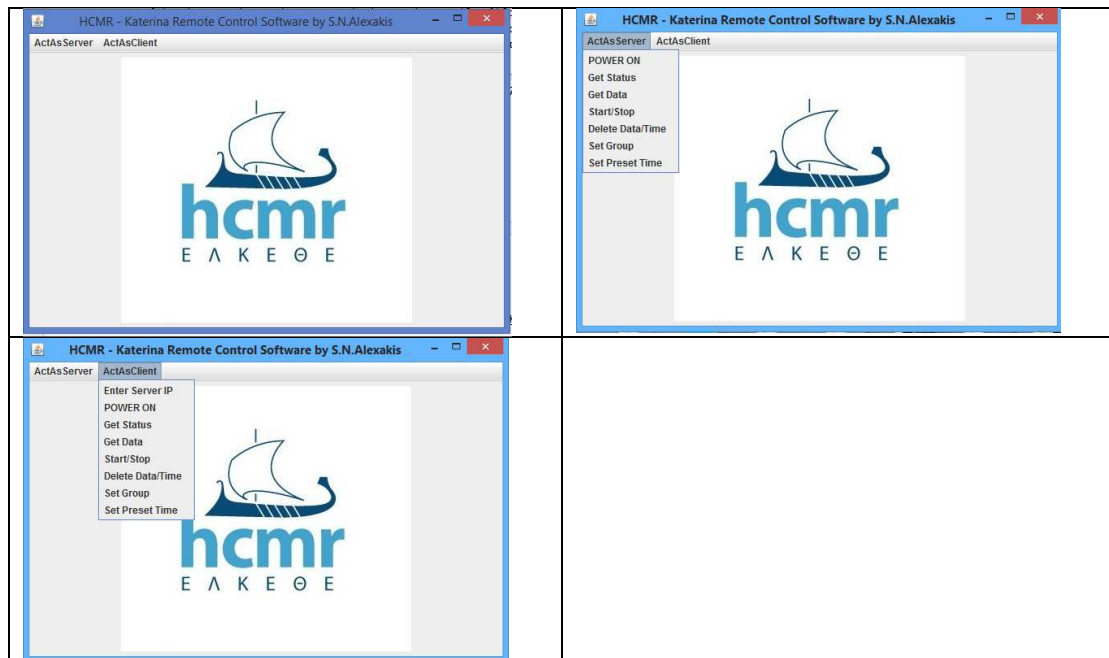 HCMR - Katerina Remote Control Software by S.N.Alexakis
ActAsServer ActAsClient
hcmr
ΕΛΚΕΘΕ
HCMR - Katerina Remote Control Software by S.N.Alexakis
ActAsServer ActAsClient
POWER ON
Get Status
Get Data
Start/Stop
Delete Data/Time
Set Group
Set Preset Time
hcmr
ΕΛΚΕΘΕ
HCMR - Katerina Remote Control Software by S.N.Alexakis
ActAsServer ActAsClient
Enter Server IP
POWER ON
Get Status
Get Data
Start/Stop
Delete Data/Time
Set Group
Set Preset Time
hcmr
ΕΛΚΕΘΕ